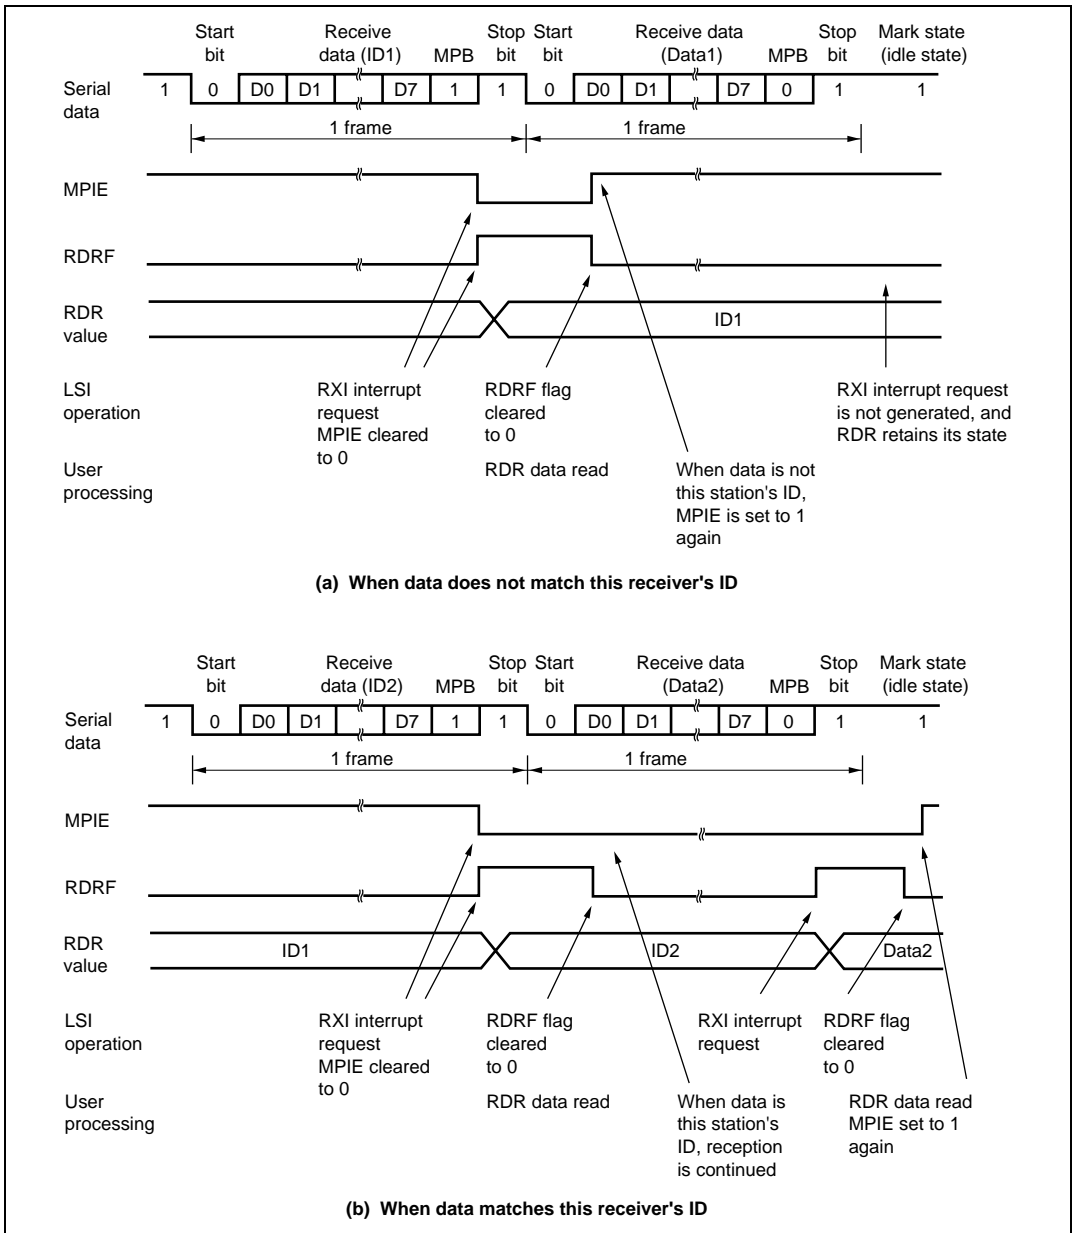 Start bit
Receive data (ID1)
MPB
Stop bit
Start bit
Receive data (Data1)
MPB
Stop bit
Mark state (idle state)
Serial data
1 0 D0 D1 D7 1 1 0 D0 D1 D7 0 1 1
1 frame
1 frame
MPIE
RDRF
RDR value
ID1
LSI operation
RXI interrupt request MPIE cleared to 0
RDRF flag cleared to 0
RXI interrupt request is not generated, and RDR retains its state
User processing
RDR data read
When data is not this station's ID, MPIE is set to 1 again
(a) When data does not match this receiver's ID
Start bit
Receive data (ID2)
MPB
Stop bit
Start bit
Receive data (Data2)
MPB
Stop bit
Mark state (idle state)
Serial data
1 0 D0 D1 D7 1 1 0 D0 D1 D7 0 1 1
1 frame
1 frame
MPIE
RDRF
RDR value
ID1
ID2
Data2
LSI operation
RXI interrupt request MPIE cleared to 0
RDRF flag cleared to 0
RXI interrupt request
RDRF flag cleared to 0
User processing
RDR data read
When data is this station's ID, reception is continued
RDR data read MPIE set to 1 again
(b) When data matches this receiver's ID